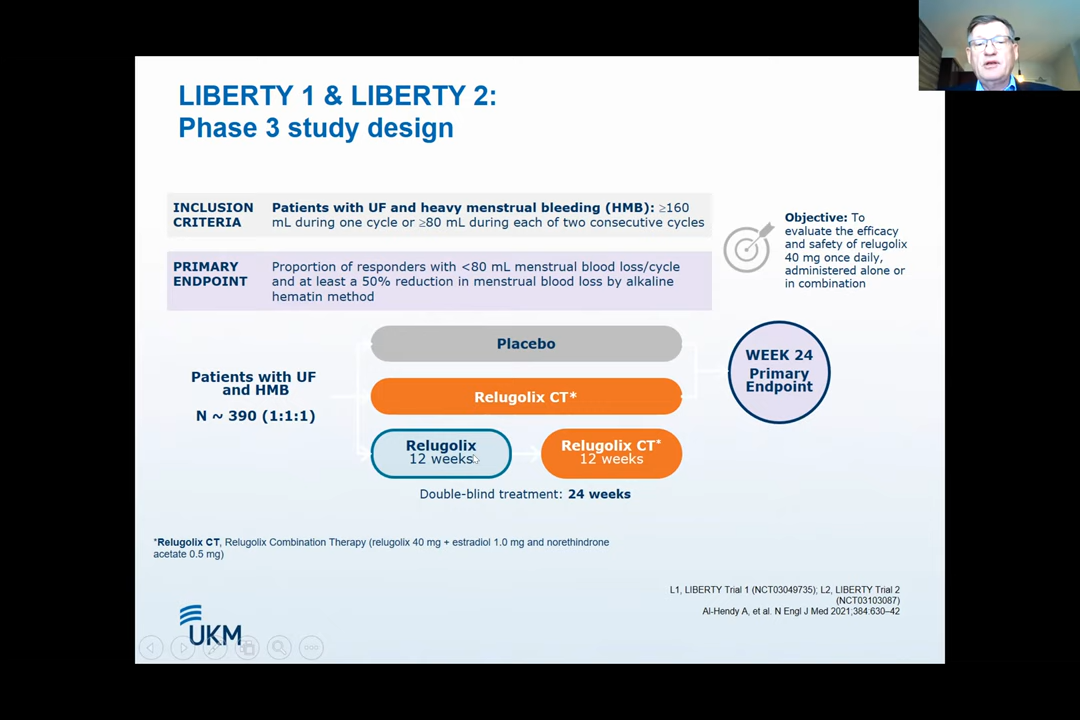 LIBERTY 1 & LIBERTY 2:
Phase 3 study design
INCLUSION
CRITERIA
Patients with UF and heavy menstrual bleeding (HMB): ≥160
mL during one cycle or ≥80 mL during each of two consecutive cycles
PRIMARY
ENDPOINT
Proportion of responders with <80 mL menstrual blood loss/cycle
and at least a 50% reduction in menstrual blood loss by alkaline
hematin method
Objective: To
evaluate the efficacy
and safety of relugolix
40 mg once daily,
administered alone or
in combination
Patients with UF
and HMB
N ~ 390 (1:1:1)
Placebo
Relugolix CT*
Relugolix
12 weeks
Relugolix CT*
12 weeks
Double-blind treatment: 24 weeks
WEEK 24
Primary
Endpoint
*Relugolix CT, Relugolix Combination Therapy (relugolix 40 mg + estradiol 1.0 mg and norethindrone
acetate 0.5 mg)
L1, LIBERTY Trial 1 (NCT03049735); L2, LIBERTY Trial 2
(NCT03103087)
Al-Hendy A, et al. N Engl J Med 2021;384:630–42
UKM